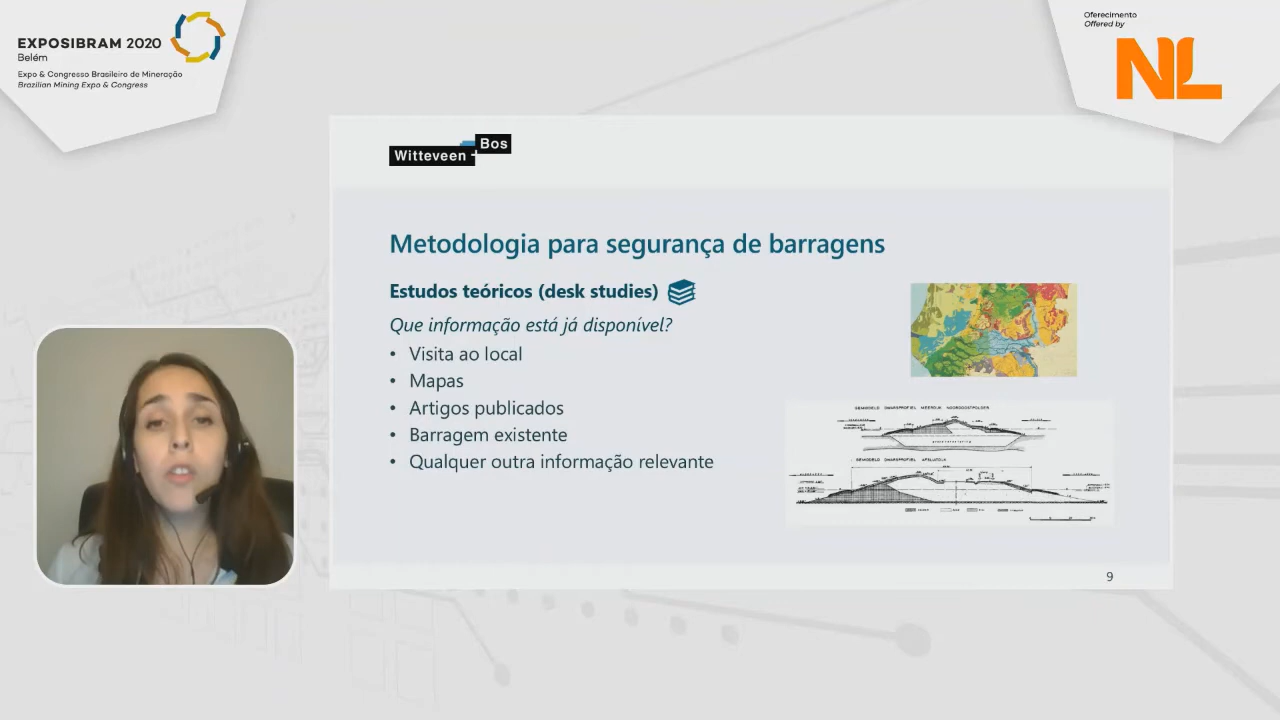 EXPOSIBRAM 2020
Belém
Expo & Congresso Brasileiro de Mineração
Brazilian Mining Expo & Congress
Oferecimento
Offered by
NL
Witteveen + Bos
Metodologia para segurança de barragens
Estudos teóricos (desk studies)
Que informação está já disponível?
• Visita ao local
• Mapas
• Artigos publicados
• Barragem existente
• Qualquer outra informação relevante
9